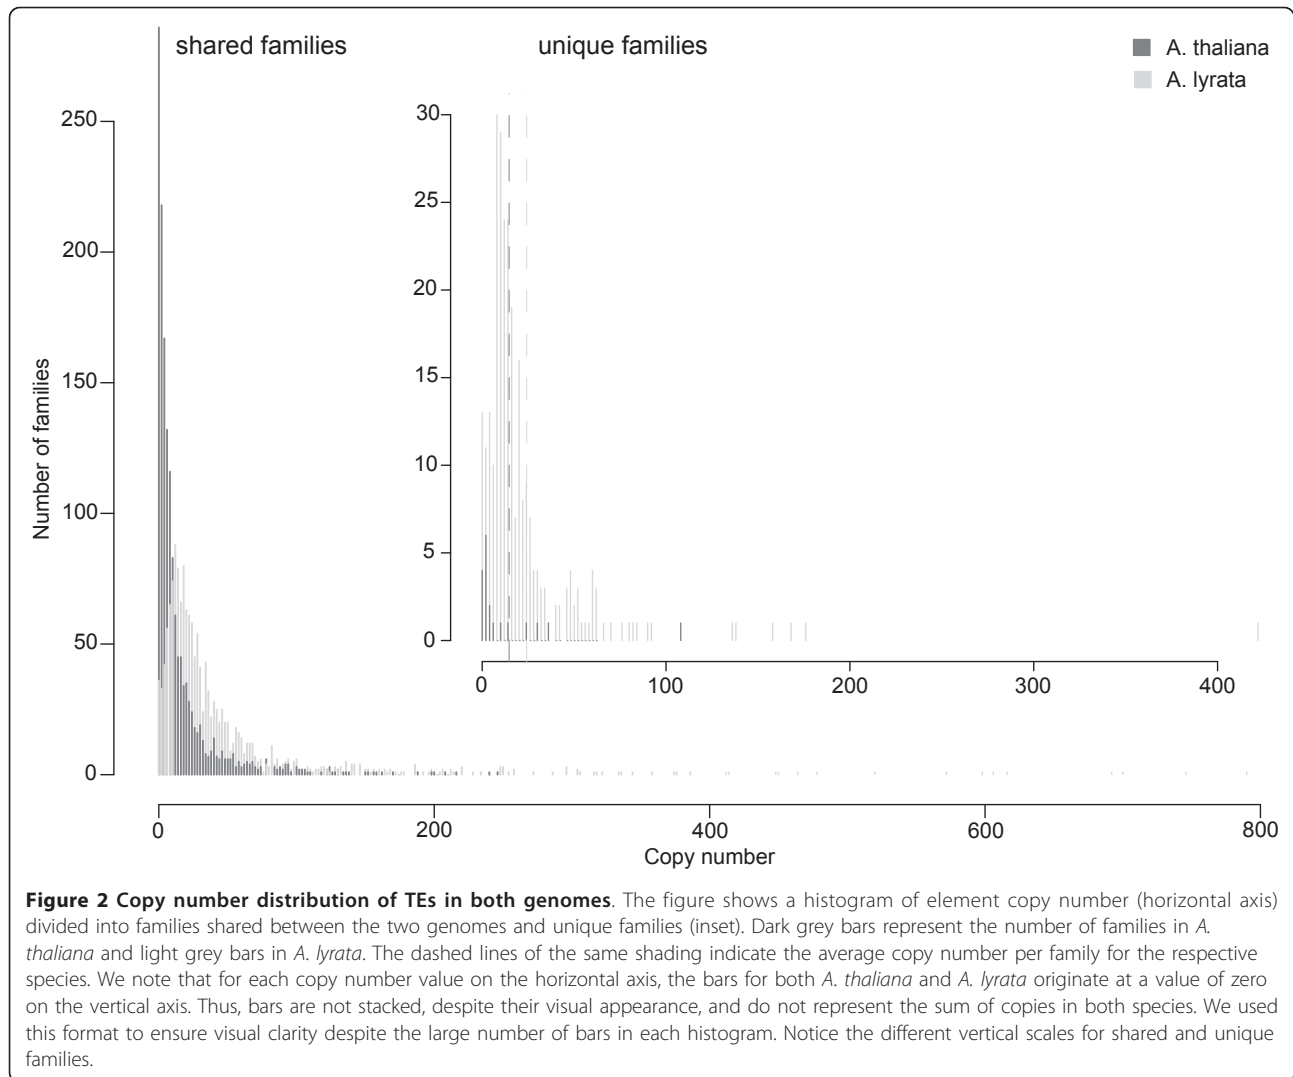 shared families
unique families
A. thaliana
A. lyrata
250
200
150
100
50
0
Number of families
30
25
20
15
10
5
0
0 100 200 300 400
0 200 400 600 800
Copy number
Figure 2 Copy number distribution of TEs in both genomes. The figure shows a histogram of element copy number (horizontal axis)
divided into families shared between the two genomes and unique families (inset). Dark grey bars represent the number of families in A.
thaliana and light grey bars in A. lyrata. The dashed lines of the same shading indicate the average copy number per family for the respective
species. We note that for each copy number value on the horizontal axis, the bars for both A. thaliana and A. lyrata originate at a value of zero
on the vertical axis. Thus, bars are not stacked, despite their visual appearance, and do not represent the sum of copies in both species. We used
this format to ensure visual clarity despite the large number of bars in each histogram. Notice the different vertical scales for shared and unique
families.